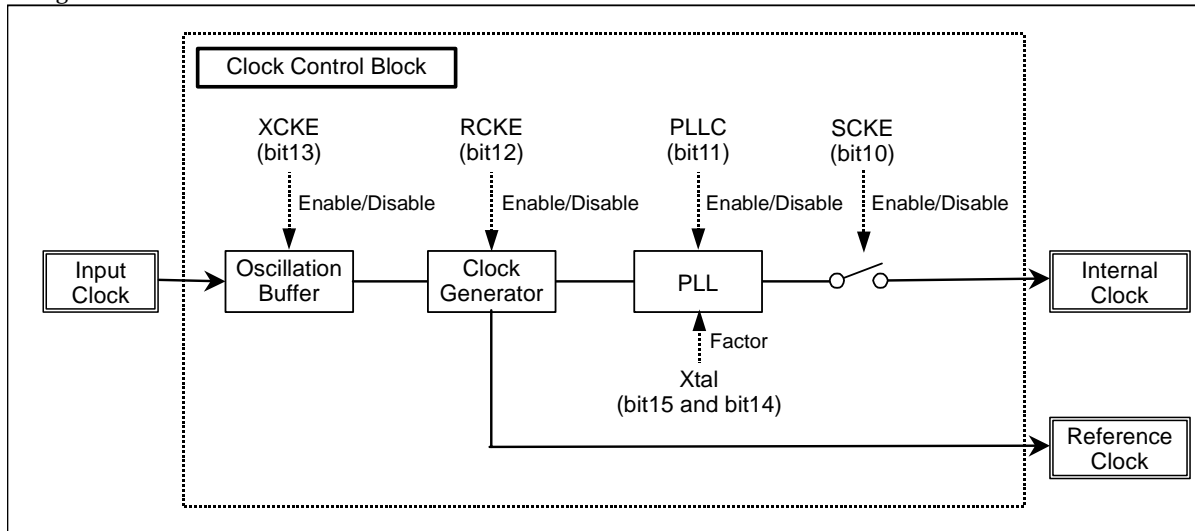 Clock Control Block
XCKE
(bit13)
RCKE
(bit12)
PLLC
(bit11)
SCKE
(bit10)
Enable/Disable
Enable/Disable
Enable/Disable
Enable/Disable
Input
Clock
Oscillation
Buffer
Clock
Generator
PLL
Internal
Clock
Factor
Xtal
(bit15 and bit14)
Reference
Clock